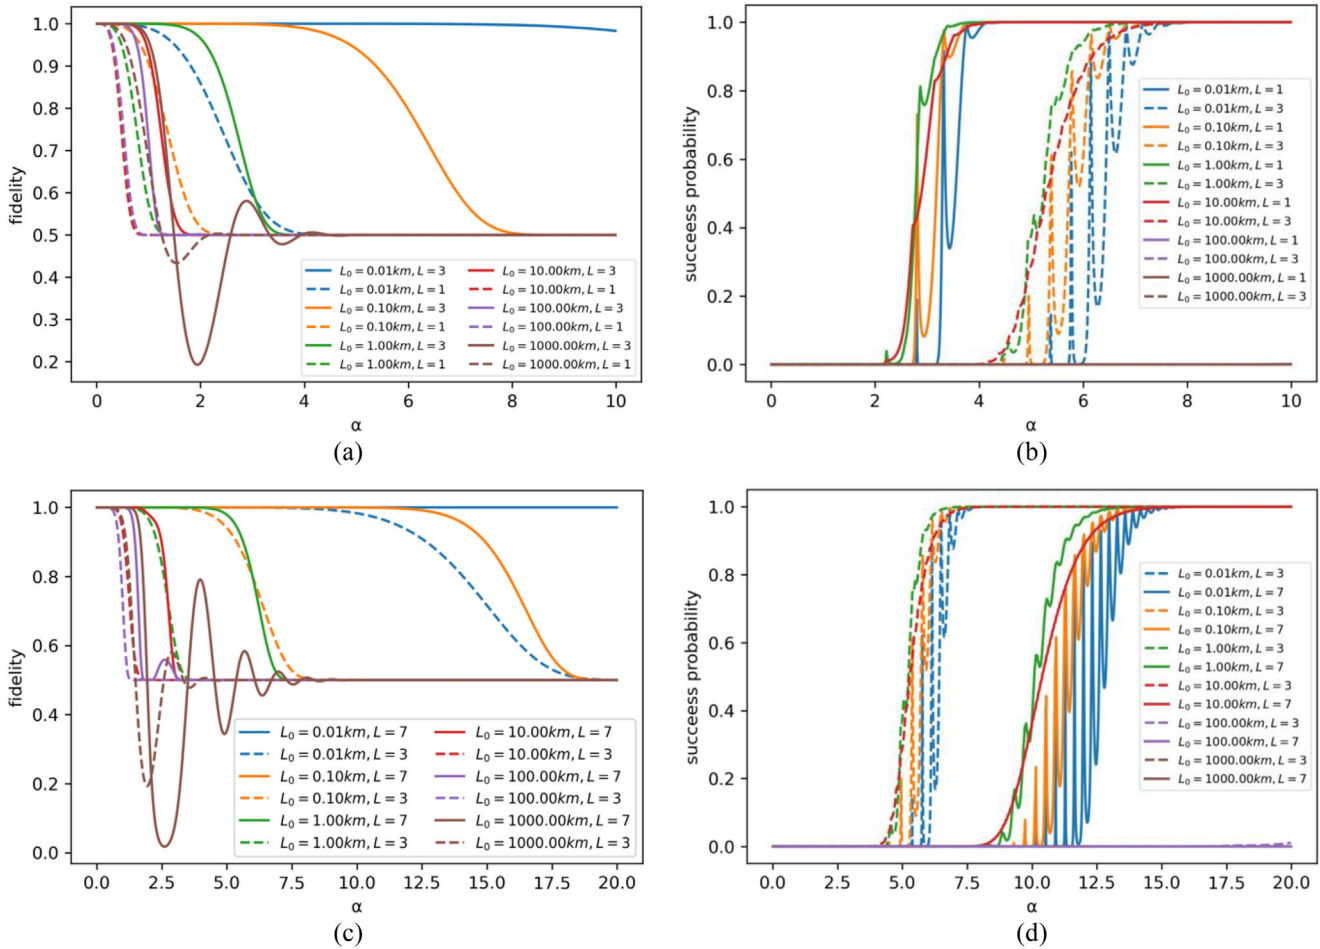 1.0
0.9
0.8
0.7
0.6
0.5
0.4
0.3
0.2
fidelity
L₀ = 0.01km, L = 3
L₀ = 0.01km, L = 1
L₀ = 0.10km, L = 3
L₀ = 0.10km, L = 1
L₀ = 1.00km, L = 3
L₀ = 1.00km, L = 1
L₀ = 10.00km, L = 3
L₀ = 10.00km, L = 1
L₀ = 100.00km, L = 3
L₀ = 100.00km, L = 1
L₀ = 1000.00km, L = 3
L₀ = 1000.00km, L = 1
0 2 4 6 8 10
α
(a)
1.0
0.8
0.6
0.4
0.2
0.0
succeess probability
L₀ = 0.01km, L = 1
L₀ = 0.01km, L = 3
L₀ = 0.10km, L = 1
L₀ = 0.10km, L = 3
L₀ = 1.00km, L = 1
L₀ = 1.00km, L = 3
L₀ = 10.00km, L = 1
L₀ = 10.00km, L = 3
L₀ = 100.00km, L = 1
L₀ = 100.00km, L = 3
L₀ = 1000.00km, L = 1
L₀ = 1000.00km, L = 3
0 2 4 6 8 10
α
(b)
1.0
0.8
0.6
0.4
0.2
0.0
fidelity
L₀ = 0.01km, L = 7
L₀ = 0.01km, L = 3
L₀ = 0.10km, L = 7
L₀ = 0.10km, L = 3
L₀ = 1.00km, L = 7
L₀ = 1.00km, L = 3
L₀ = 10.00km, L = 7
L₀ = 10.00km, L = 3
L₀ = 100.00km, L = 7
L₀ = 100.00km, L = 3
L₀ = 1000.00km, L = 7
L₀ = 1000.00km, L = 3
0.0 2.5 5.0 7.5 10.0 12.5 15.0 17.5 20.0
α
(c)
1.0
0.8
0.6
0.4
0.2
0.0
succeess probability
L₀ = 0.01km, L = 3
L₀ = 0.01km, L = 7
L₀ = 0.10km, L = 3
L₀ = 0.10km, L = 7
L₀ = 1.00km, L = 3
L₀ = 1.00km, L = 7
L₀ = 10.00km, L = 3
L₀ = 10.00km, L = 7
L₀ = 100.00km, L = 3
L₀ = 100.00km, L = 7
L₀ = 1000.00km, L = 3
L₀ = 1000.00km, L = 7
0.0 2.5 5.0 7.5 10.0 12.5 15.0 17.5 20.0
α
(d)